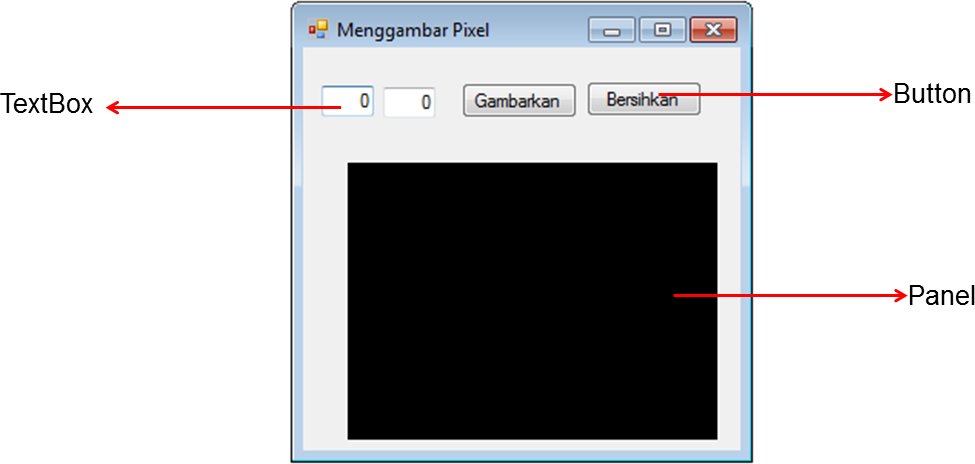 Menggambar Pixel
TextBox
0
0
Gambarkan
Bersihkan
Button
Panel